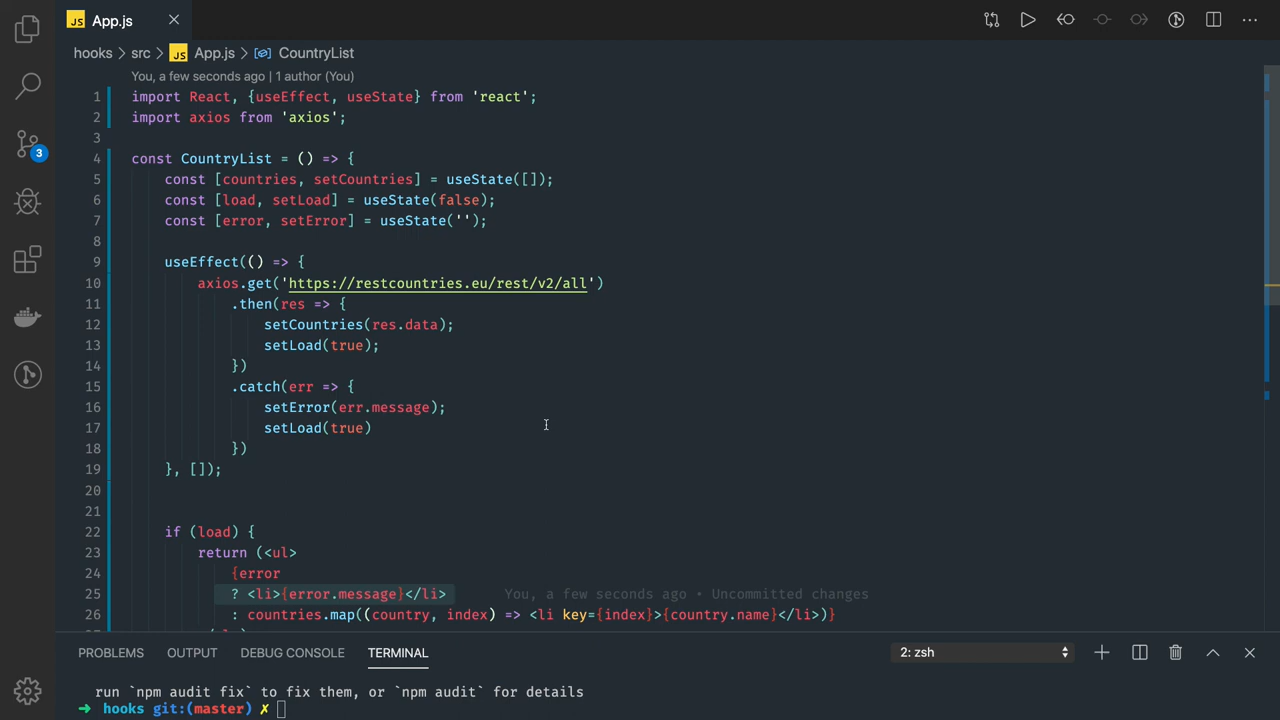 JS App.js
hooks > src > JS App.js > CountryList
You, a few seconds ago | 1 author (You)
1 import React, {useEffect, useState} from 'react';
2 import axios from 'axios';
3
4 const CountryList = () => {
5 const [countries, setCountries] = useState([]);
6 const [load, setLoad] = useState(false);
7 const [error, setError] = useState('');
8
9 useEffect(() => {
10 axios.get('https://restcountries.eu/rest/v2/all')
11 .then(res => {
12 setCountries(res.data);
13 setLoad(true);
14 })
15 .catch(err => {
16 setError(err.message);
17 setLoad(true)
18 })
19 }, []);
20
21
22 if (load) {
23 return (<ul>
24 {error
25 ? <li>{error.message}</li> You, a few seconds ago • Uncommitted changes
26 : countries.map((country, index) => <li key={index}>{country.name}</li>)}
3
PROBLEMS OUTPUT DEBUG CONSOLE TERMINAL 2: zsh
run `npm audit fix` to fix them, or `npm audit` for details
➜ hooks git:(master) ✗